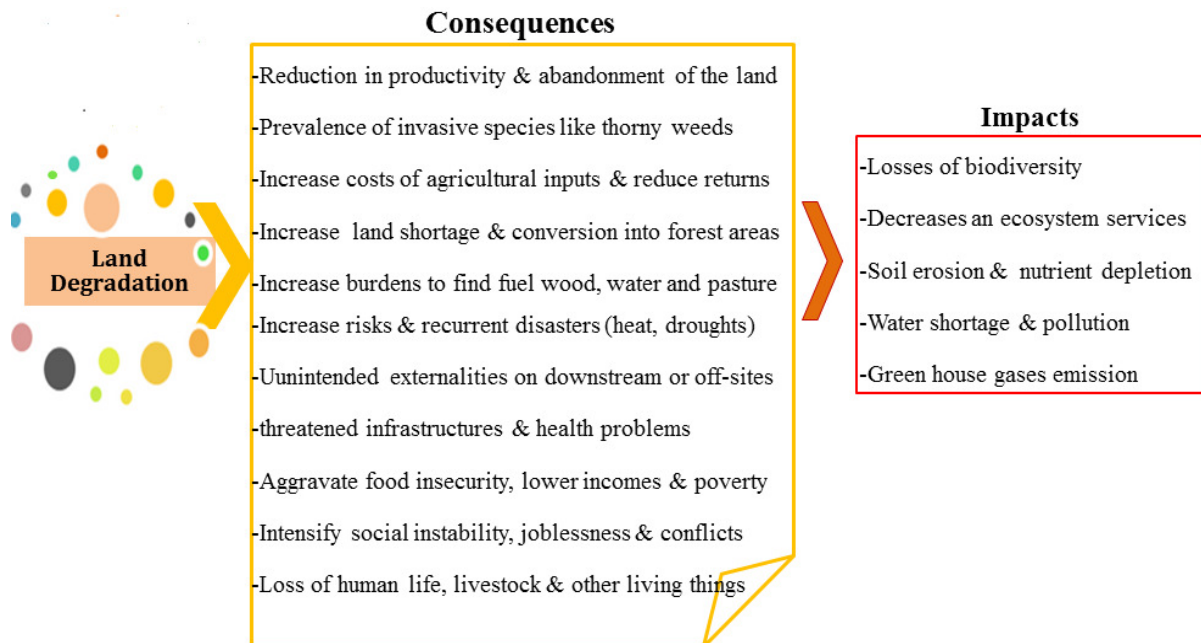 Consequences
-Reduction in productivity & abandonment of the land
-Prevalence of invasive species like thorny weeds
-Increase costs of agricultural inputs & reduce returns
-Increase land shortage & conversion into forest areas
-Increase burdens to find fuel wood, water and pasture
-Increase risks & recurrent disasters (heat, droughts)
-Uunintended externalities on downstream or off-sites
-threatened infrastructures & health problems
-Aggravate food insecurity, lower incomes & poverty
-Intensify social instability, joblessness & conflicts
-Loss of human life, livestock & other living things
Land
Degradation
Impacts
-Losses of biodiversity
-Decreases an ecosystem services
-Soil erosion & nutrient depletion
-Water shortage & pollution
-Green house gases emission